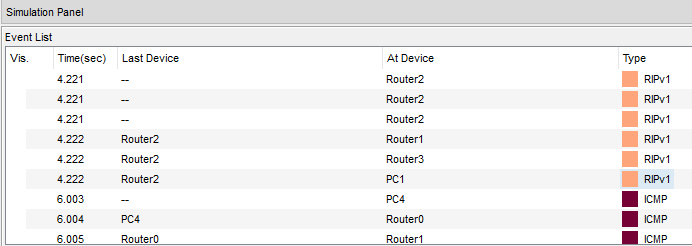 Simulation Panel
Event List
Vis. Time(sec) Last Device At Device Type
4.221 -- Router2 RIPv1
4.221 -- Router2 RIPv1
4.221 -- Router2 RIPv1
4.222 Router2 Router1 RIPv1
4.222 Router2 Router3 RIPv1
4.222 Router2 PC1 RIPv1
6.003 -- PC4 ICMP
6.004 PC4 Router0 ICMP
6.005 Router0 Router1 ICMP